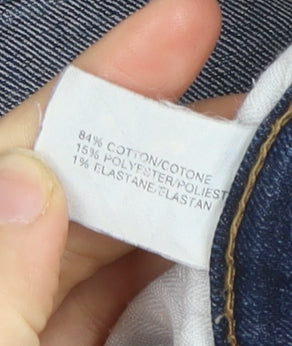 84% COTTON/COTONE
15% POLYESTER/POLIEST
1% ELASTANE/ELASTAN